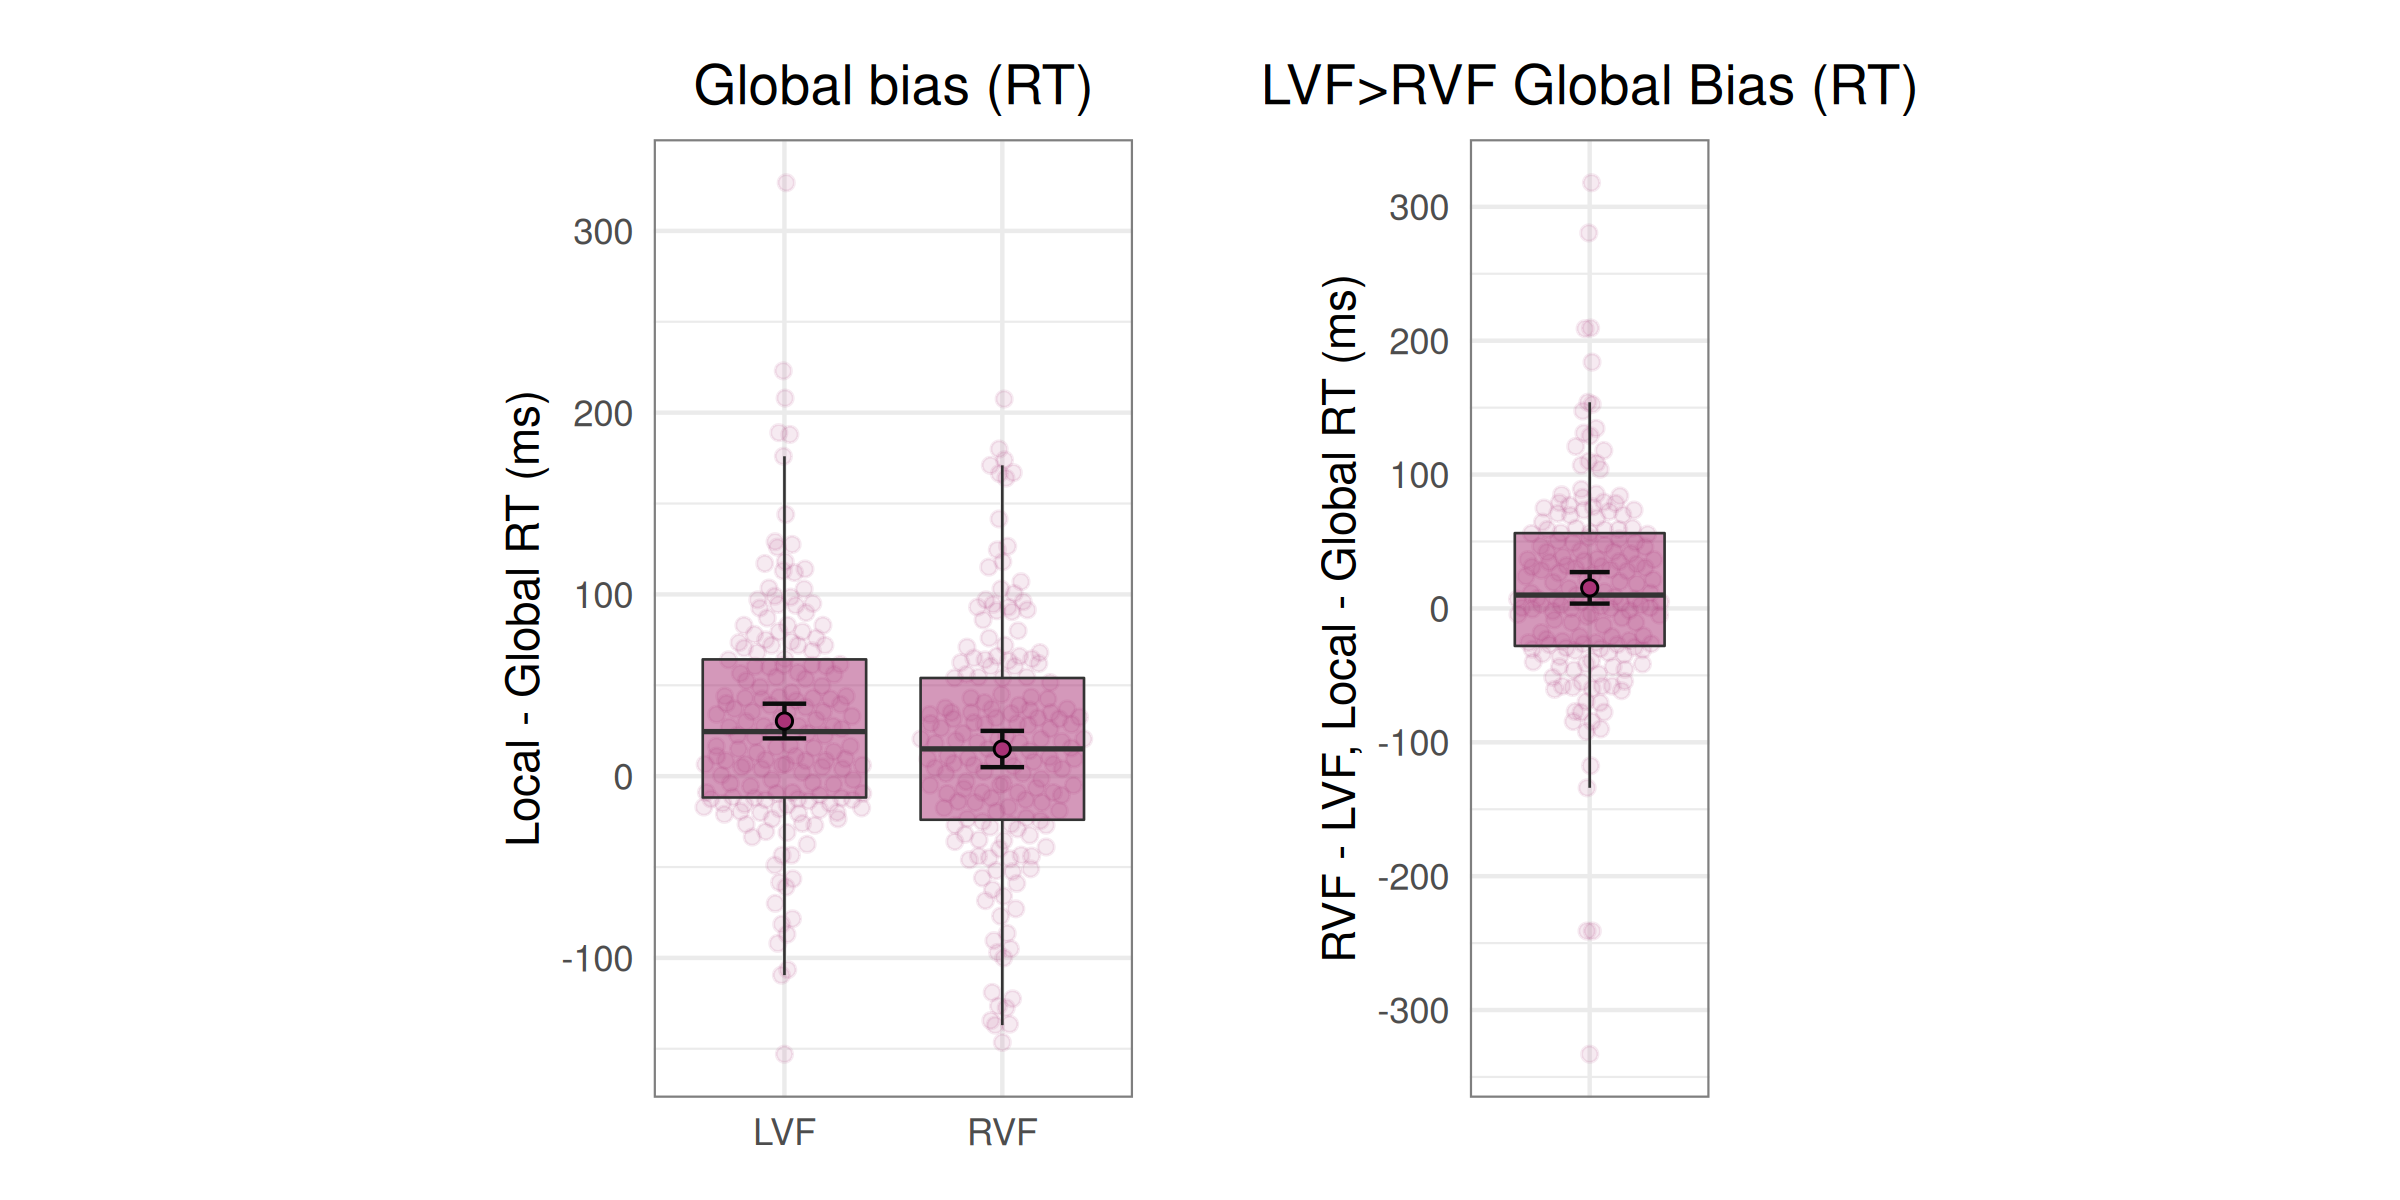 Global bias (RT)
Local - Global RT (ms)
300
200
100
0
-100
LVF
RVF
LVF>RVF Global Bias (RT)
RVF - LVF, Local - Global RT (ms)
300
200
100
0
-100
-200
-300